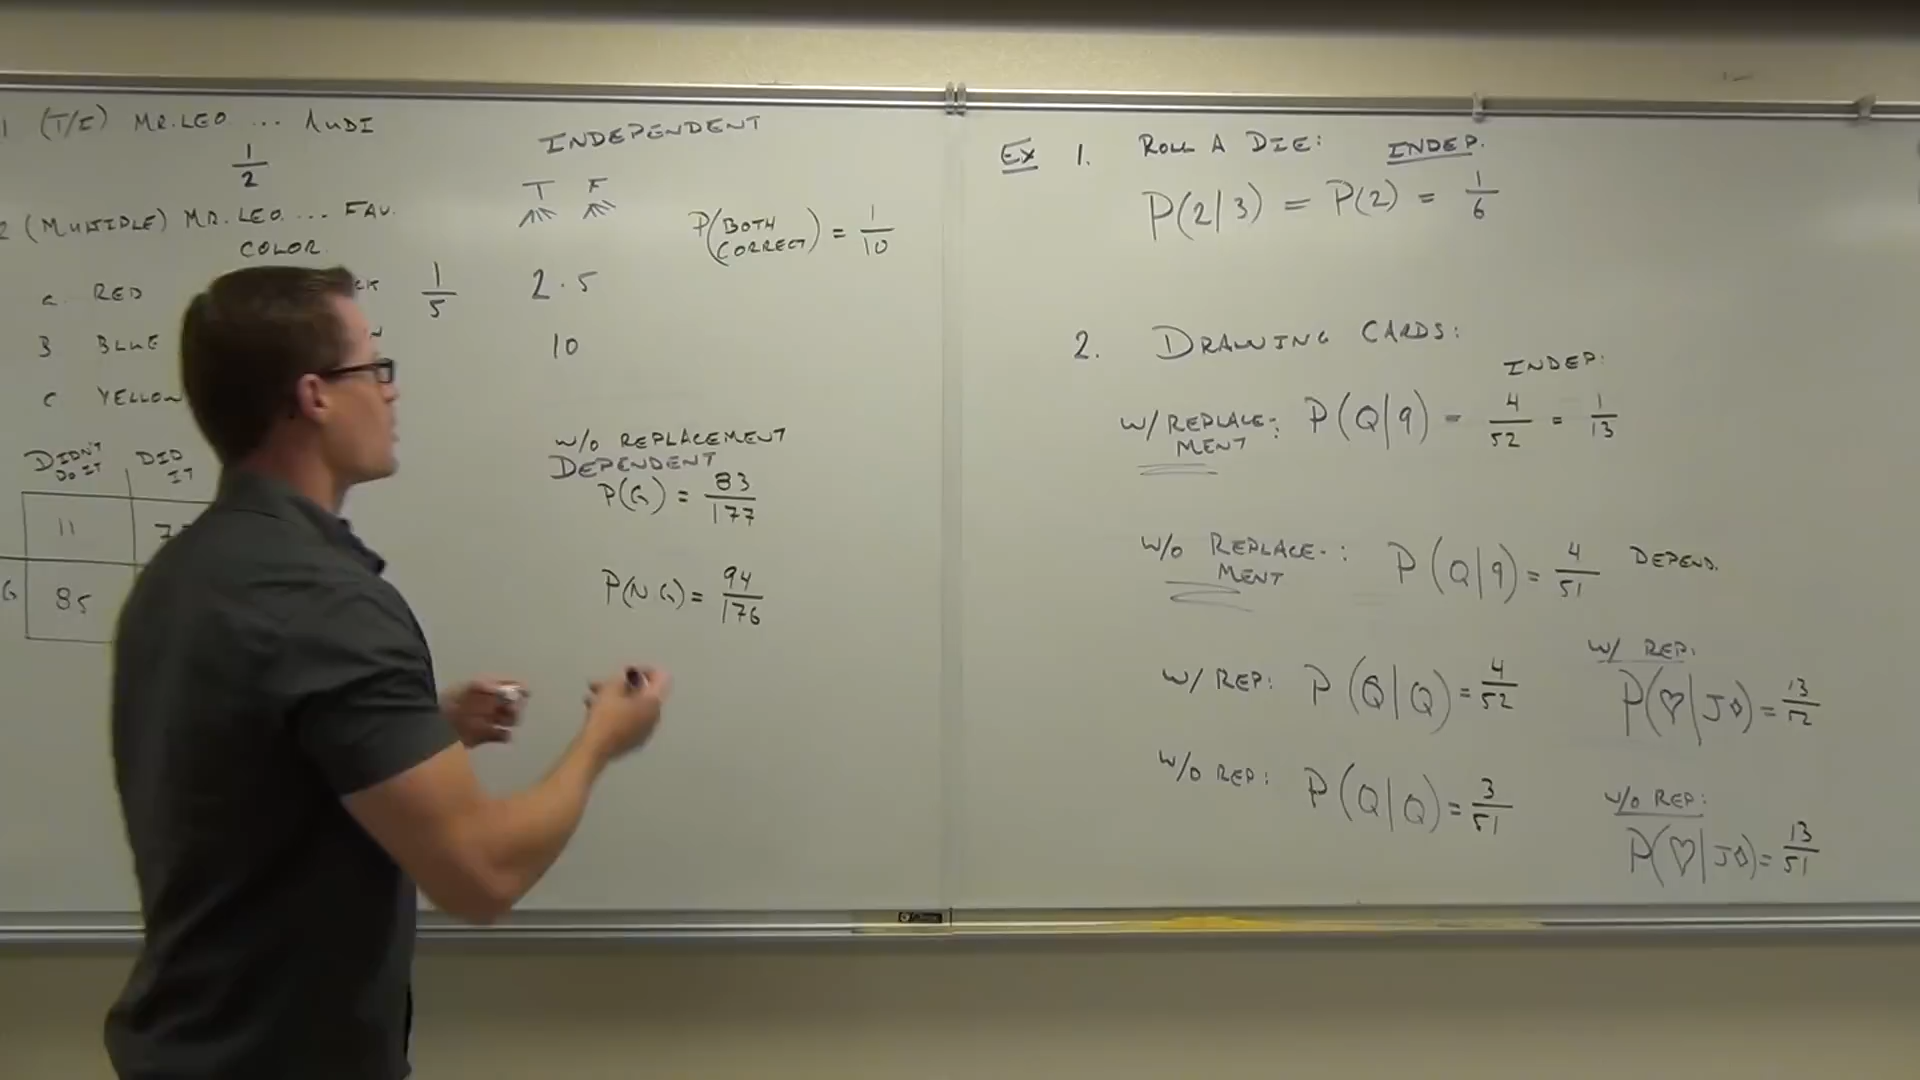 1 (T/F) MR. LEO ... AUDI
1/2
2 (MULTIPLE) MR. LEO ... FAV.
COLOR
a. RED
B BLUE
C YELLOW
1/5
DIDN'T DO IT
DID IT
11
G 85
INDEPENDENT
T F
2 · 5
10
P(BOTH CORRECT) = 1/10
W/O REPLACEMENT
DEPENDENT
P(G) = 83/177
P(NG) = 94/176
EX 1. ROLL A DIE: INDEP.
P(2|3) = P(2) = 1/6
2. DRAWING CARDS:
INDEP:
W/ REPLACE-MENT: P(Q|9) = 4/52 = 1/13
W/O REPLACE-MENT: P(Q|9) = 4/51 DEPEND.
W/ REP: P(Q|Q) = 4/52
W/O REP: P(Q|Q) = 3/51
W/ REP:
P(♡|J◊) = 13/52
W/O REP:
P(♡|J◊) = 13/51